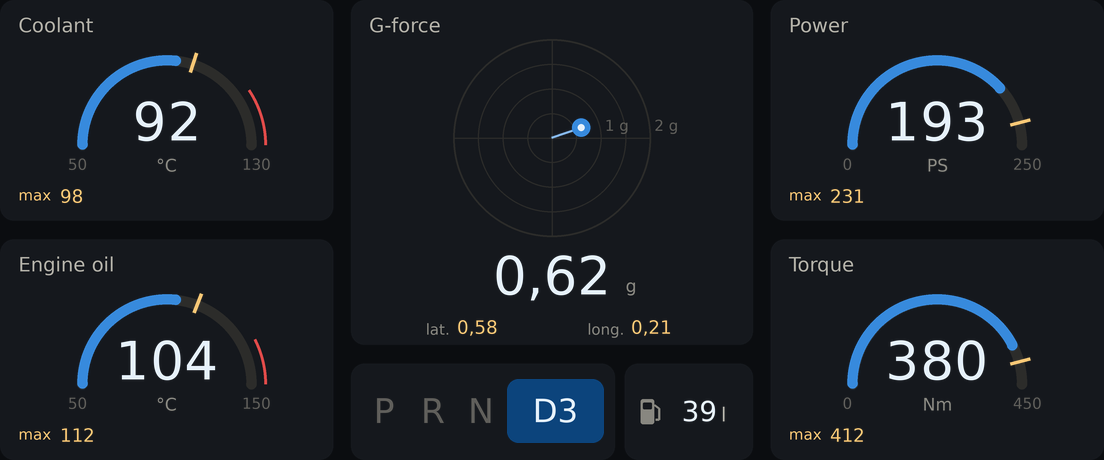 Coolant
92
50 °C 130
max 98
Engine oil
104
50 °C 150
max 112
G-force
1 g 2 g
0,62 g
lat. 0,58 long. 0,21
P R N D3
39 l
Power
193
0 PS 250
max 231
Torque
380
0 Nm 450
max 412